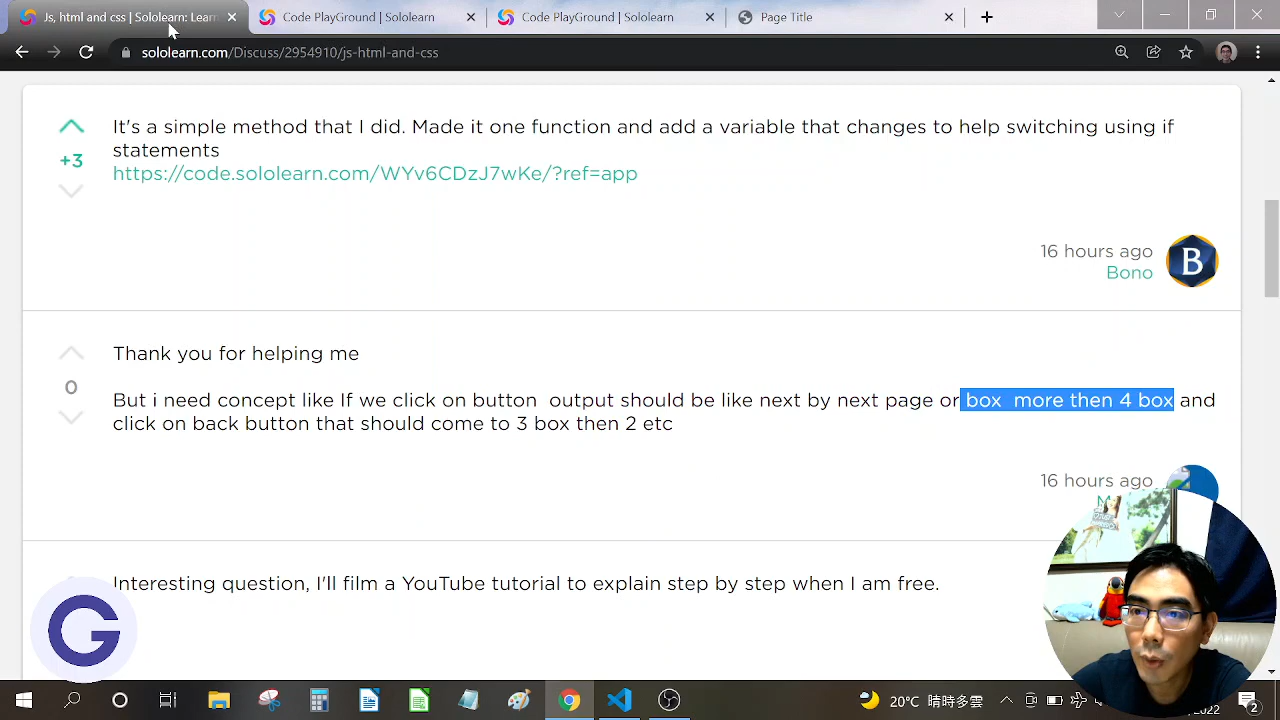 Js, html and css | Sololearn: Learn
Code PlayGround | Sololearn
Code PlayGround | Sololearn
Page Title
sololearn.com/Discuss/2954910/js-html-and-css
It's a simple method that I did. Made it one function and add a variable that changes to help switching using if
statements
+3
https://code.sololearn.com/WYv6CDzJ7wKe/?ref=app
16 hours ago
Bono
B
Thank you for helping me
0
But i need concept like If we click on button output should be like next by next page or box more then 4 box and
click on back button that should come to 3 box then 2 etc
16 hours ago
Interesting question, I'll film a YouTube tutorial to explain step by step when I am free.
G
20°C 晴時多雲
2022
2